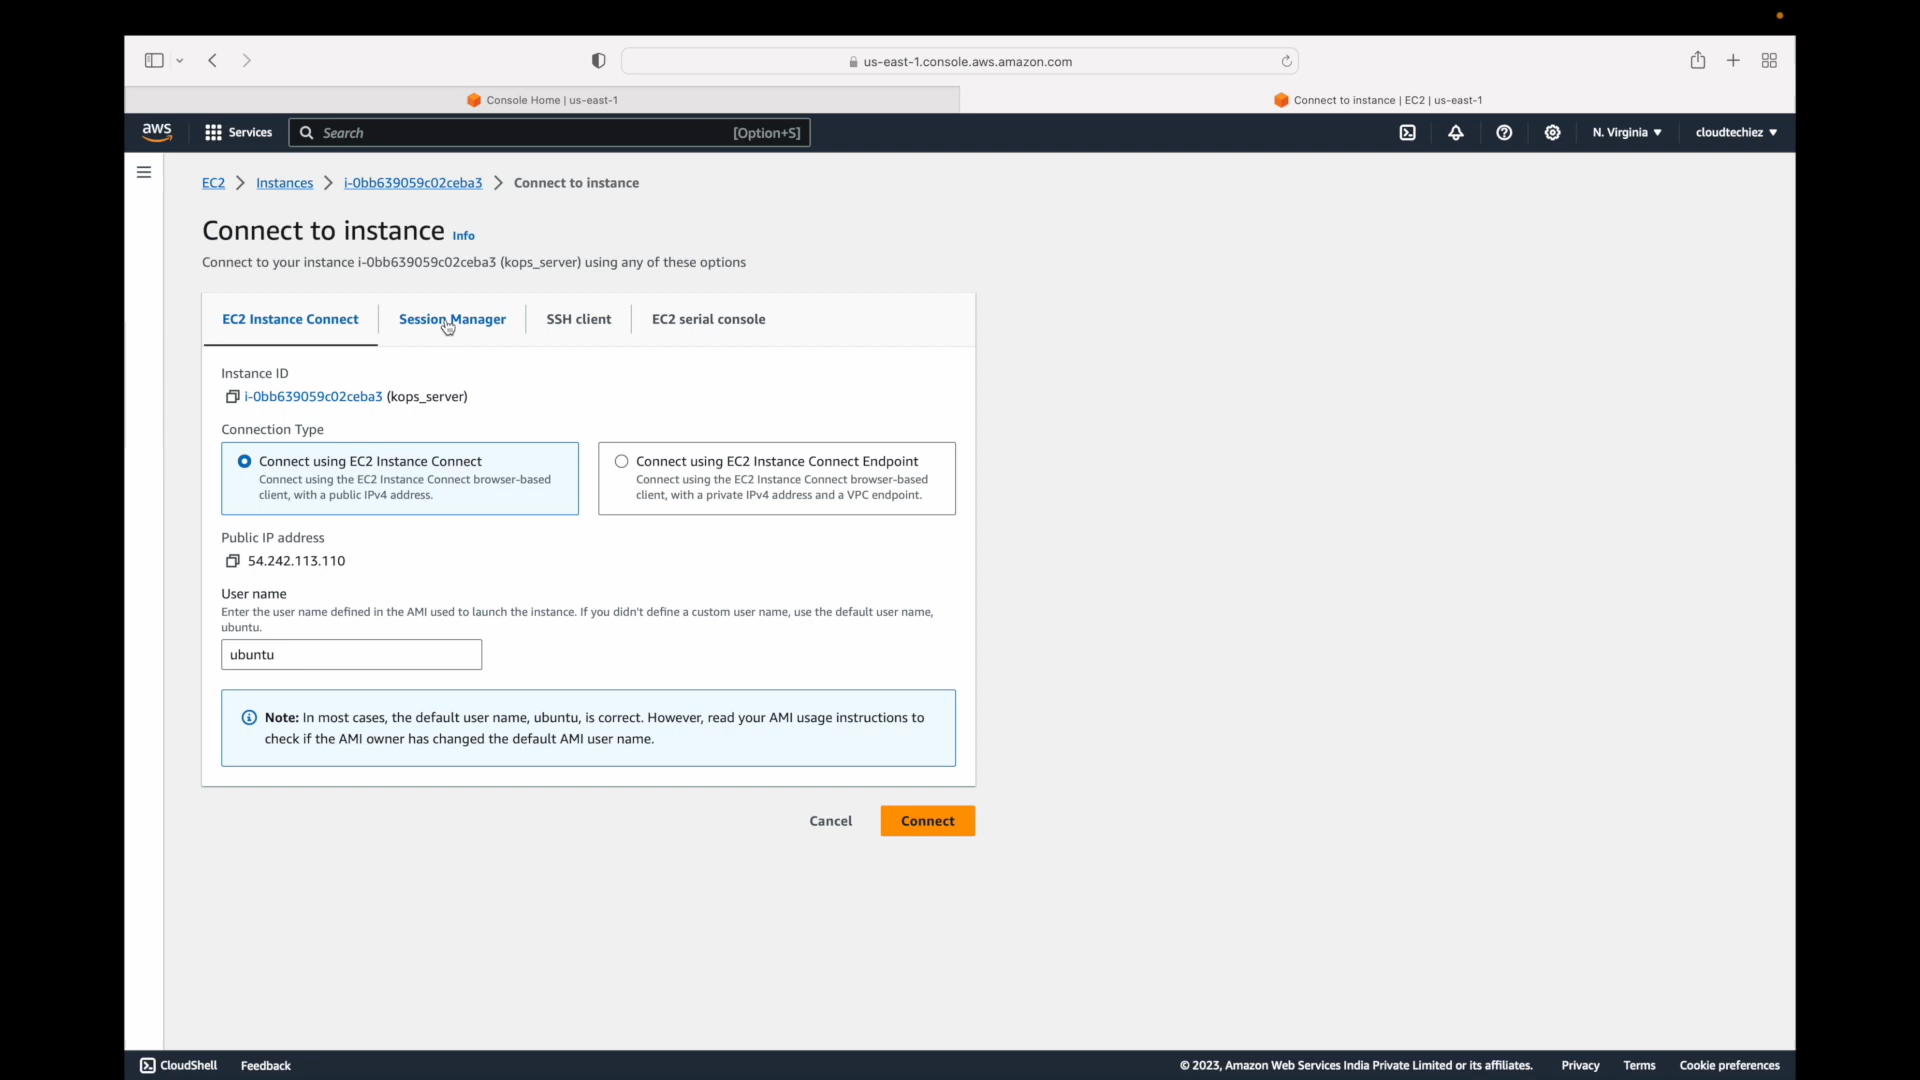 us-east-1.console.aws.amazon.com
Console Home | us-east-1
Connect to instance | EC2 | us-east-1
aws
Services
Search
[Option+S]
N. Virginia
cloudtechiez
EC2
Instances
i-0bb639059c02ceba3
Connect to instance
Connect to instance Info
Connect to your instance i-0bb639059c02ceba3 (kops_server) using any of these options
EC2 Instance Connect
Session Manager
SSH client
EC2 serial console
Instance ID
i-0bb639059c02ceba3 (kops_server)
Connection Type
Connect using EC2 Instance Connect
Connect using the EC2 Instance Connect browser-based
client, with a public IPv4 address.
Connect using EC2 Instance Connect Endpoint
Connect using the EC2 Instance Connect browser-based
client, with a private IPv4 address and a VPC endpoint.
Public IP address
54.242.113.110
User name
Enter the user name defined in the AMI used to launch the instance. If you didn't define a custom user name, use the default user name,
ubuntu.
ubuntu
Note: In most cases, the default user name, ubuntu, is correct. However, read your AMI usage instructions to
check if the AMI owner has changed the default AMI user name.
Cancel
Connect
CloudShell
Feedback
© 2023, Amazon Web Services India Private Limited or its affiliates.
Privacy
Terms
Cookie preferences